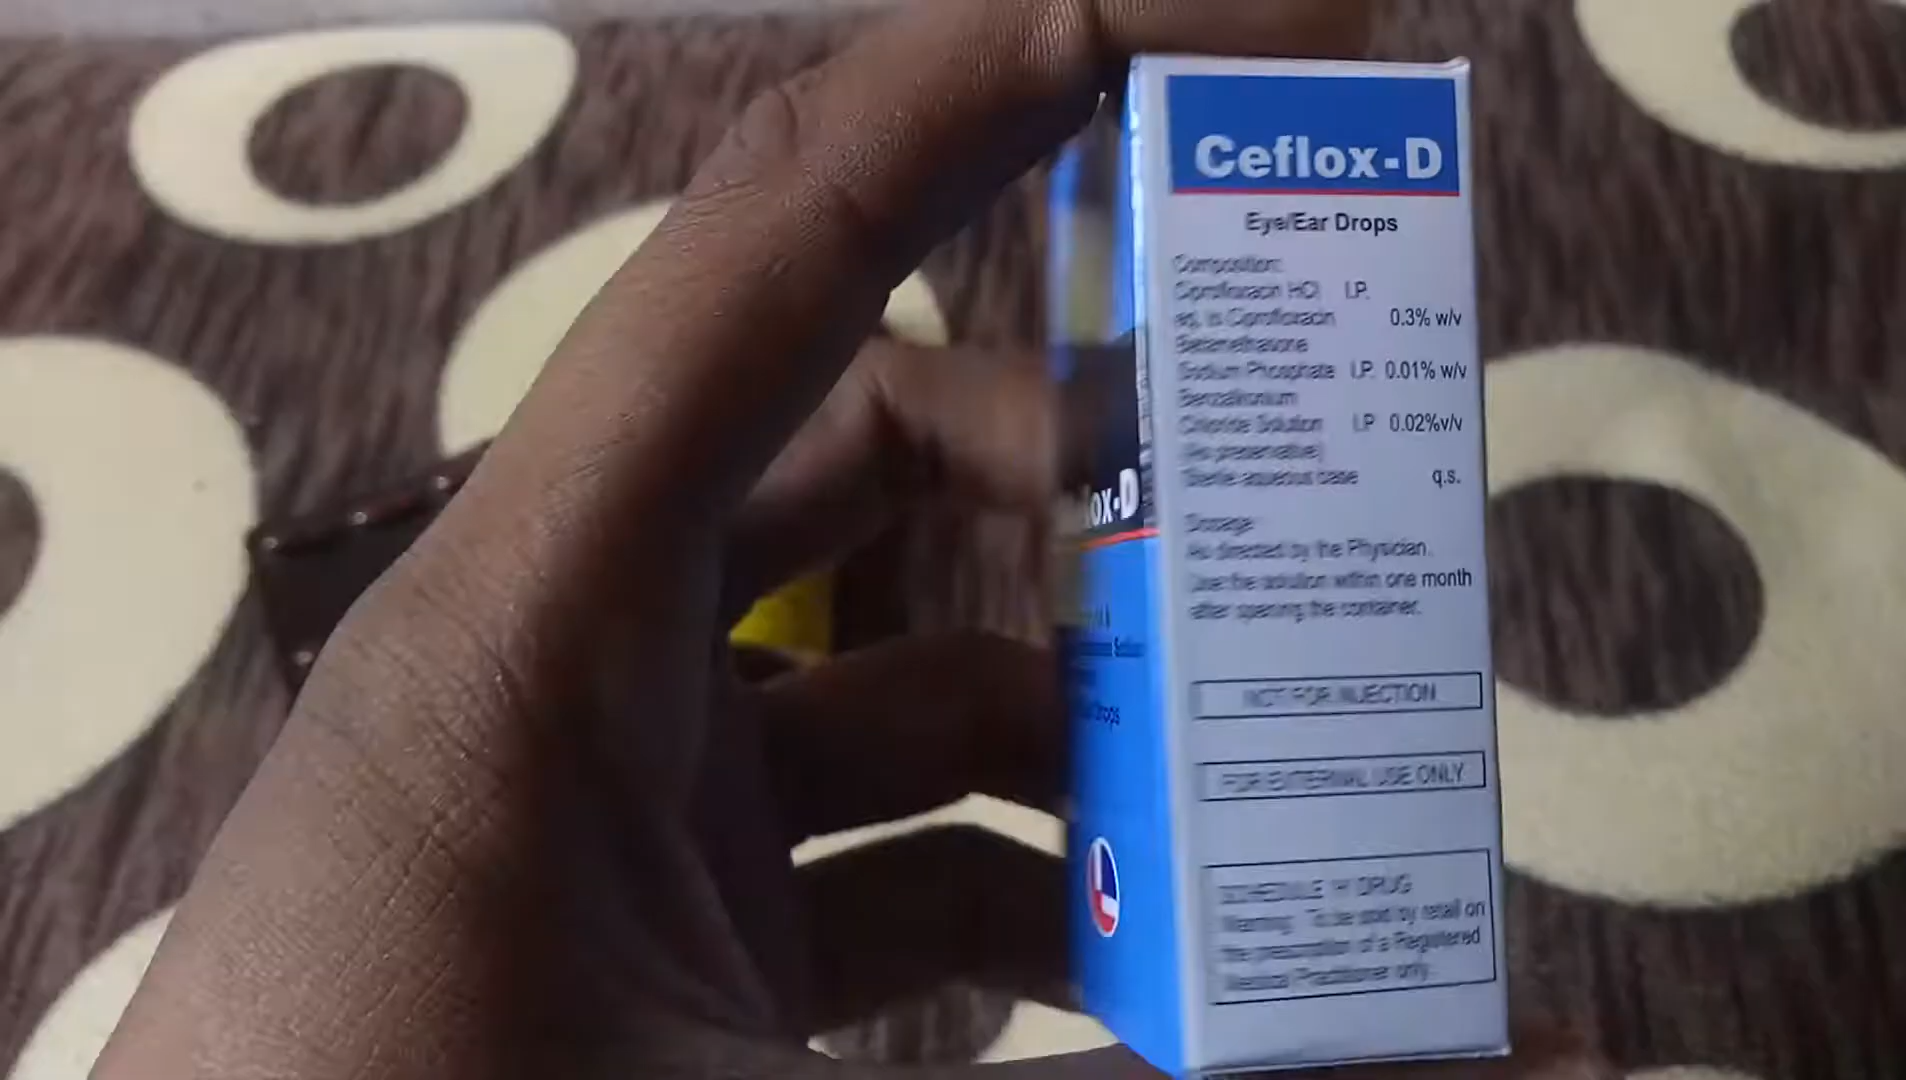 Ceflox-D
Eye/Ear Drops
Composition:
Ciprofloxacin HCl I.P.
eq. to Ciprofloxacin 0.3% w/v
Betamethasone
Sodium Phosphate I.P. 0.01% w/v
Benzalkonium
Chloride Solution I.P 0.02%v/v
(As preservative)
Sterile aqueous base q.s.
Dosage:
As directed by the Physician.
Use the solution within one month
after opening the container.
NOT FOR INJECTION
FOR EXTERNAL USE ONLY
SCHEDULE 'H' DRUG
Warning: To be sold by retail on
the prescription of a Registered
Medical Practitioner only.
lox-D
Drops